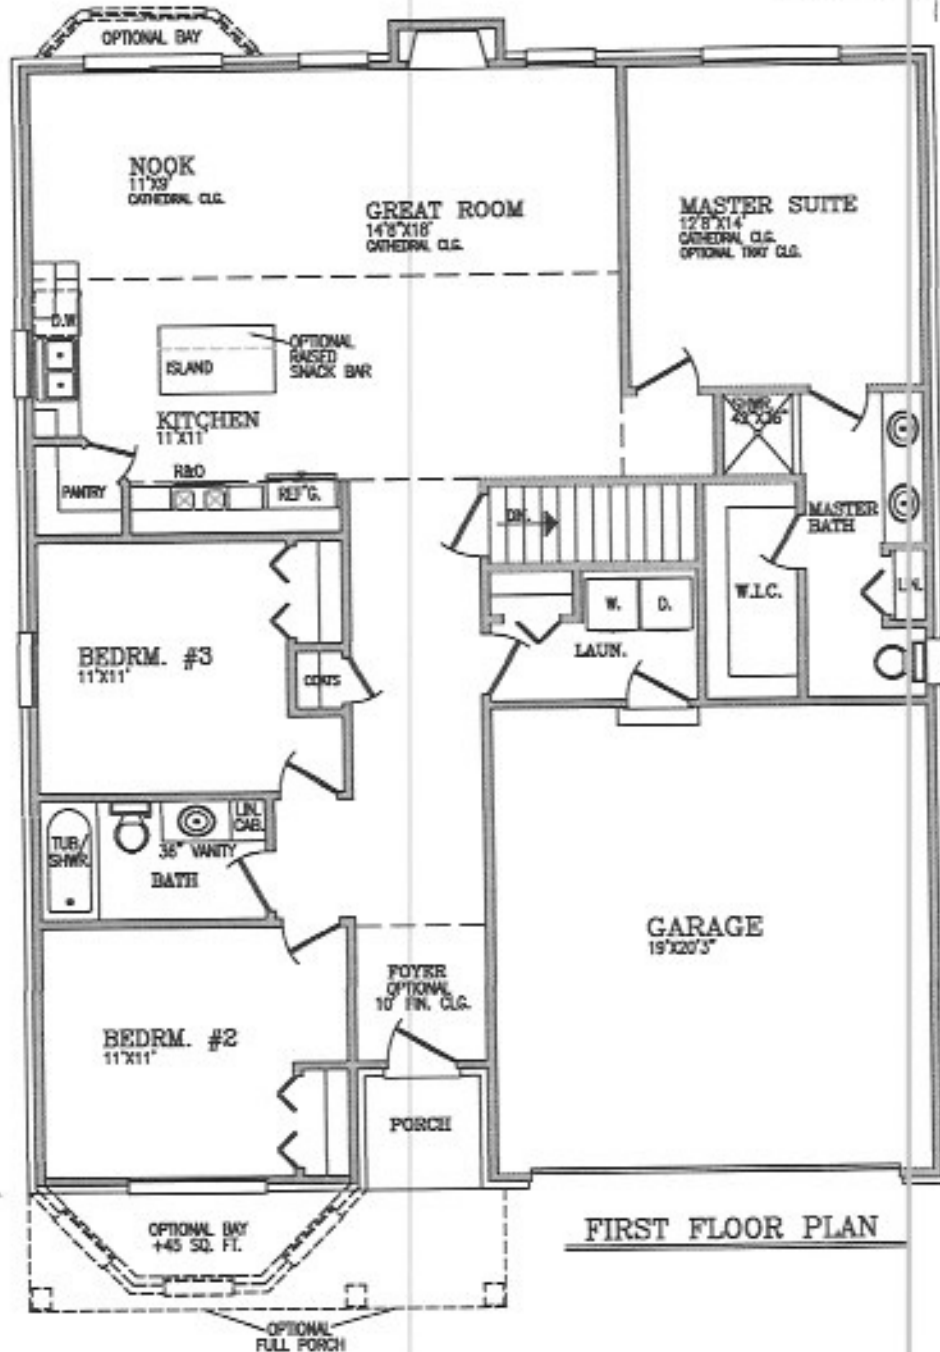 OPTIONAL BAY
NOOK
11'X9'
CATHEDRAL CLG.
GREAT ROOM
14'8"X18'
CATHEDRAL CLG.
MASTER SUITE
12'8"X14'
CATHEDRAL CLG.
OPTIONAL TRAY CLG.
D.W.
ISLAND
OPTIONAL
RAISED
SNACK BAR
KITCHEN
11'X11'
SHWR.
PANTRY
R&O
REF'G.
DN.
MASTER
BATH
W.I.C.
LIN.
W.
D.
LAUN.
BEDRM. #3
11'X11'
COATS
TUB/
SHWR.
LIN.
CAB.
36" VANITY
BATH
GARAGE
19'X20'3"
FOYER
OPTIONAL
10' FIN. CLG.
BEDRM. #2
11'X11'
PORCH
OPTIONAL BAY
+45 SQ. FT.
FIRST FLOOR PLAN
OPTIONAL
FULL PORCH